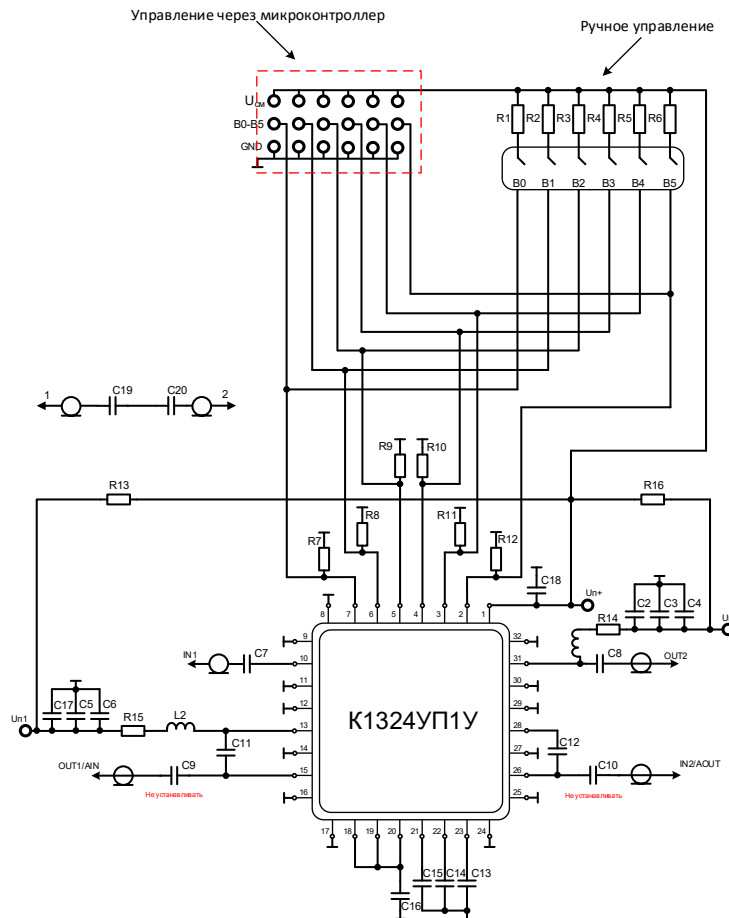 Управление через микроконтроллер
Ручное управление
Uсм
B0-B5
GND
R1 R2 R3 R4 R5 R6
B0 B1 B2 B3 B4 B5
1 C19 C20 2
R9 R10
R13 R16
R7 R8 R11 R12
C18
Uп+
C2 C3 C4
R14
8 7 6 5 4 3 2 1
IN1 C7
9
10
11
12
13
14
15
16
32
31
30
29
28
27
26
25
C8 OUT2
К1324УП1У
Uп1
C17 C5 C6
R15 L2
C11
C12
OUT1/AIN C9
Не устанавливать
C10 IN2/AOUT
Не устанавливать
17 18 19 20 21 22 23 24
C15 C14 C13
C16